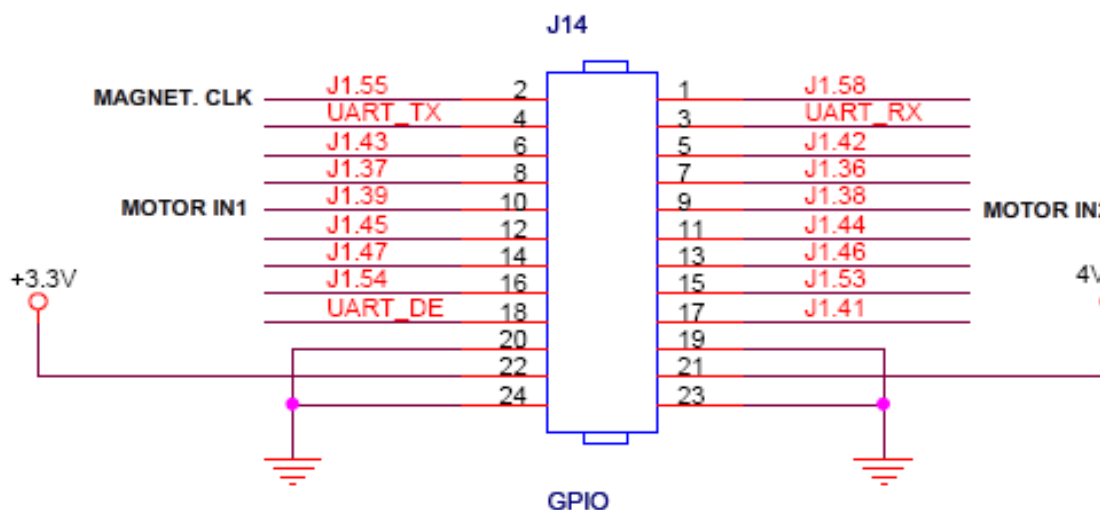 J14
J1.55 2 1 J1.58
MAGNET. CLK
UART_TX 4 3 UART_RX
J1.43 6 5 J1.42
J1.37 8 7 J1.36
MOTOR IN1 J1.39 10 9 J1.38 MOTOR IN2
J1.45 12 11 J1.44
J1.47 14 13 J1.46
+3.3V J1.54 16 15 J1.53 4V
UART_DE 18 17 J1.41
20 19
22 21
24 23
GPIO